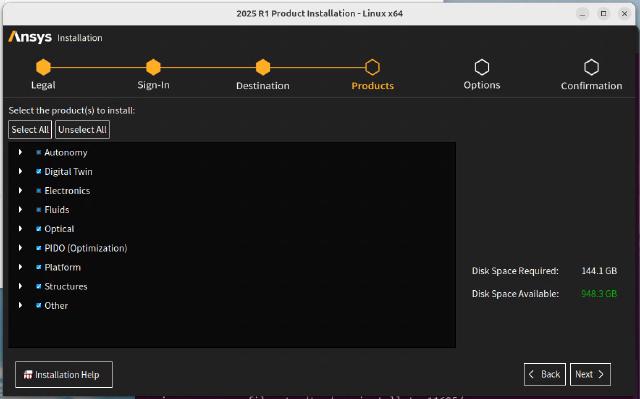 2025 R1 Product Installation - Linux x64
Ansys Installation
Legal
Sign-In
Destination
Products
Options
Confirmation
Select the product(s) to install:
Select All
Unselect All
Autonomy
Digital Twin
Electronics
Fluids
Optical
PIDO (Optimization)
Platform
Structures
Other
Disk Space Required: 144.1 GB
Disk Space Available: 948.3 GB
Installation Help
Back
Next